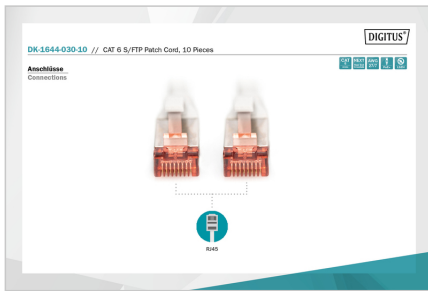 DIGITUS®
DK-1644-030-10 // CAT 6 S/FTP Patch Cord, 10 Pieces
Anschlüsse
Connections
RJ45